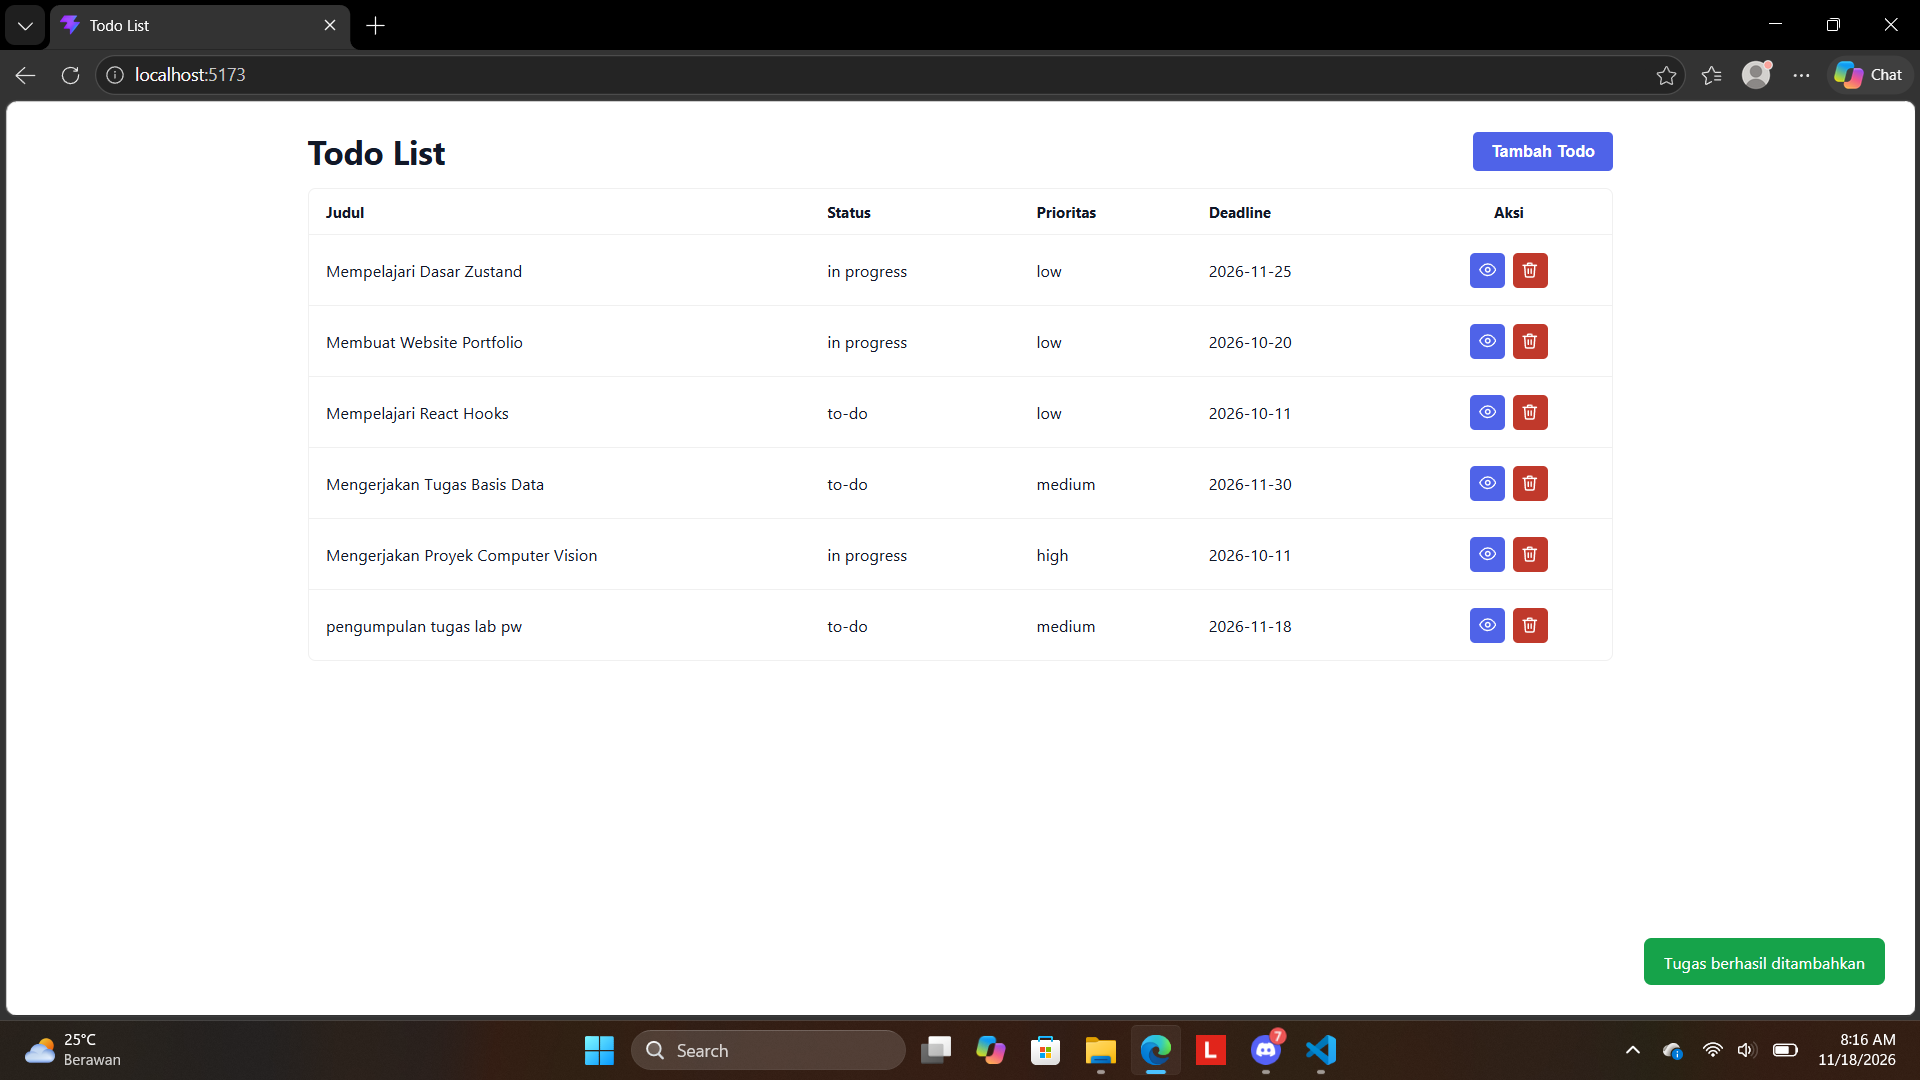 Todo List
localhost:5173
Chat
Todo List
Tambah Todo
Judul Status Prioritas Deadline Aksi
Mempelajari Dasar Zustand in progress low 2026-11-25
Membuat Website Portfolio in progress low 2026-10-20
Mempelajari React Hooks to-do low 2026-10-11
Mengerjakan Tugas Basis Data to-do medium 2026-11-30
Mengerjakan Proyek Computer Vision in progress high 2026-10-11
pengumpulan tugas lab pw to-do medium 2026-11-18
Tugas berhasil ditambahkan
25°C
Berawan
Search
L
7
8:16 AM
11/18/2026